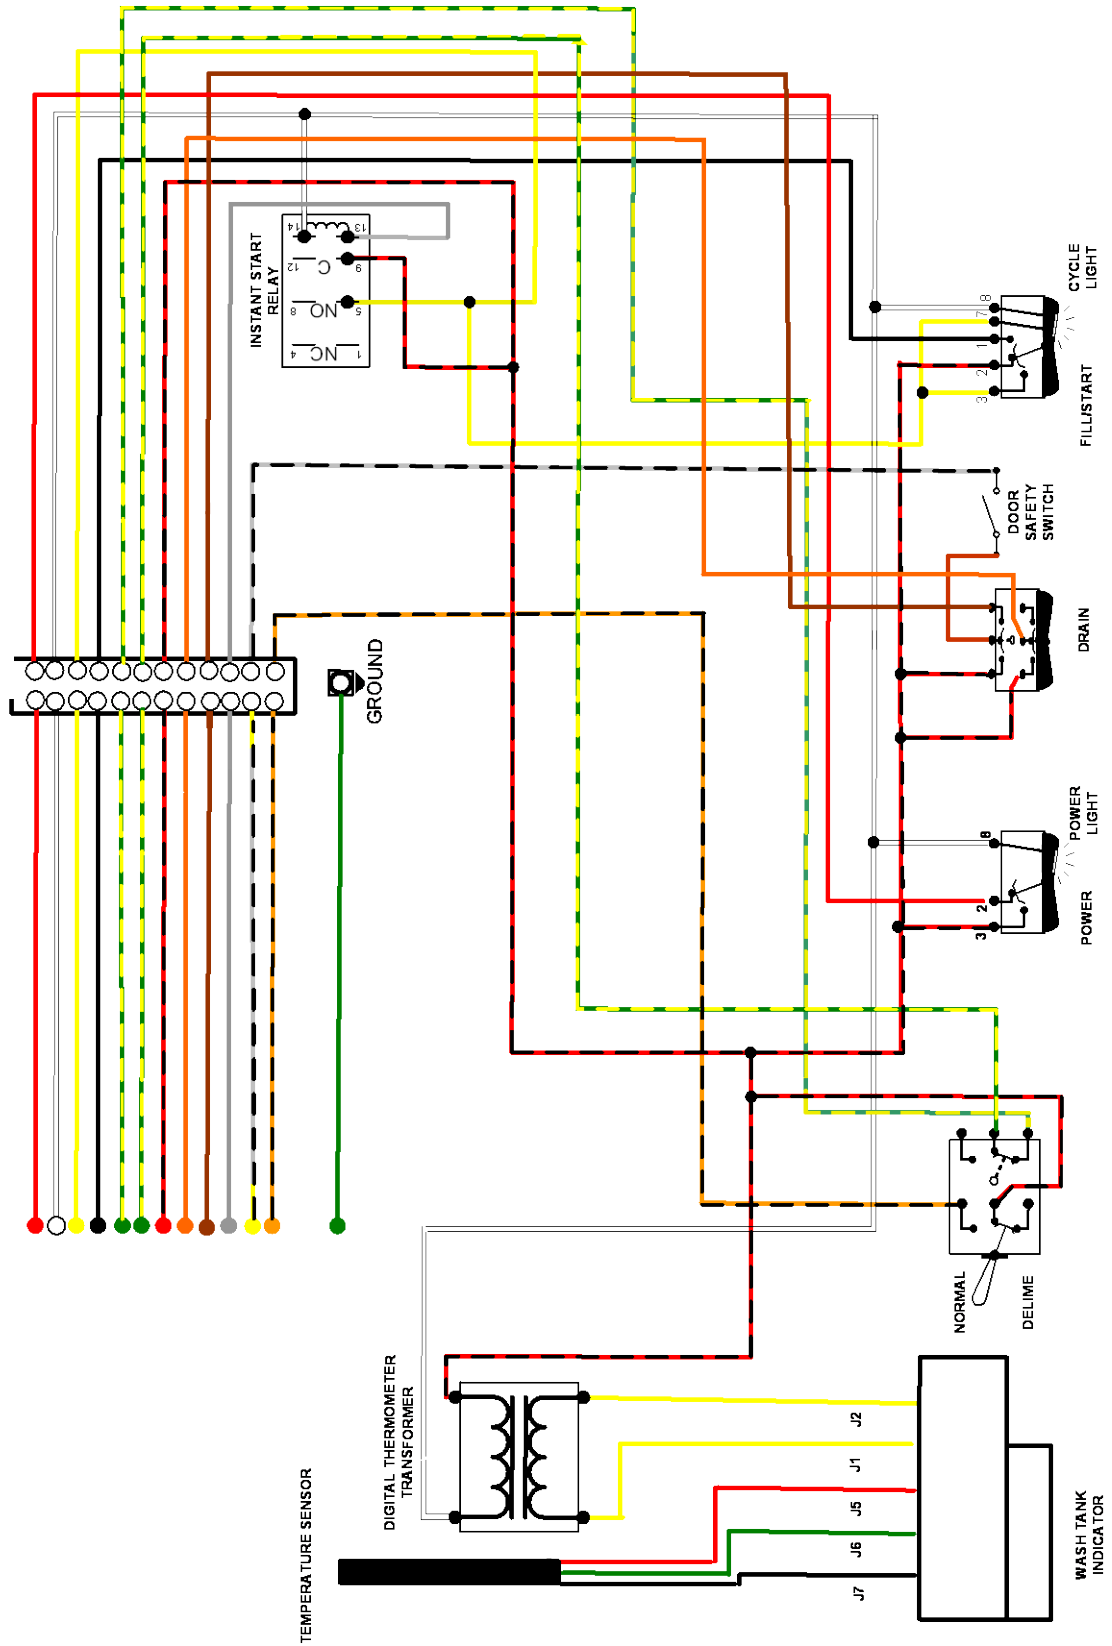 INSTANT START
RELAY
14
13
12
C
9
8
NO
5
4
NC
1
CYCLE
LIGHT
8
7
1
2
3
FILL/START
DOOR
SAFETY
SWITCH
DRAIN
GROUND
POWER
LIGHT
8
2
3
POWER
NORMAL
DELIME
DIGITAL THERMOMETER
TRANSFORMER
TEMPERATURE SENSOR
J2
J1
J5
J6
J7
WASH TANK
INDICATOR